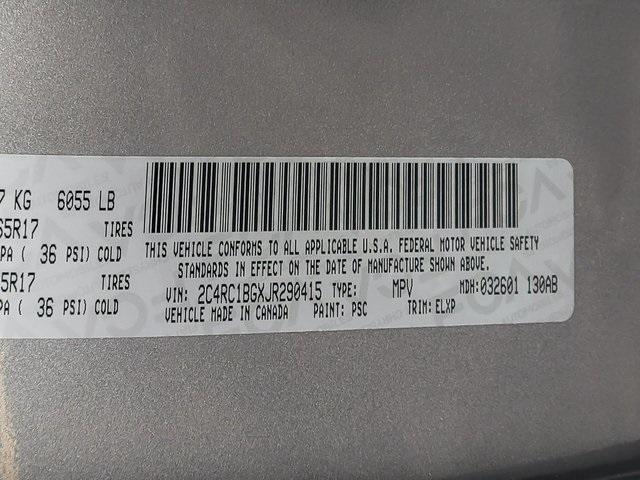 7 KG 6055 LB
65R17 TIRES
PA ( 36 PSI) COLD
5R17 TIRES
PA ( 36 PSI) COLD
THIS VEHICLE CONFORMS TO ALL APPLICABLE U.S.A. FEDERAL MOTOR VEHICLE SAFETY
STANDARDS IN EFFECT ON THE DATE OF MANUFACTURE SHOWN ABOVE.
VIN: 2C4RC1BGXJR290415 TYPE: MPV MDH:032601 130AB
VEHICLE MADE IN CANADA PAINT: PSC TRIM: ELXP